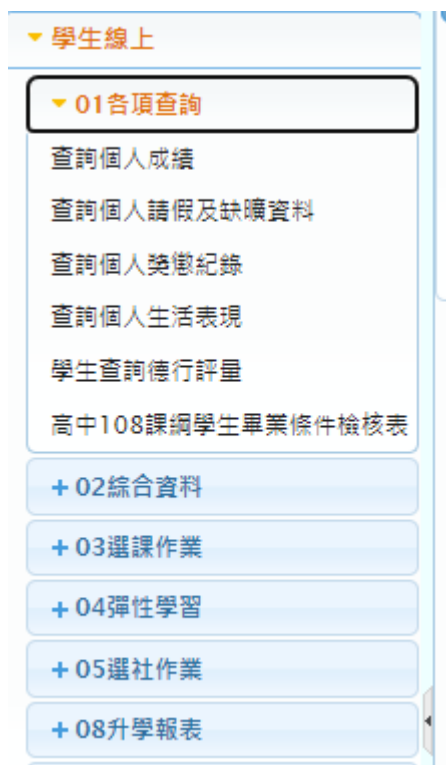 學生線上
01各項查詢
查詢個人成績
查詢個人請假及缺曠資料
查詢個人獎懲紀錄
查詢個人生活表現
學生查詢德行評量
高中108課綱學生畢業條件檢核表
+ 02綜合資料
+ 03選課作業
+ 04彈性學習
+ 05選社作業
+ 08升學報表